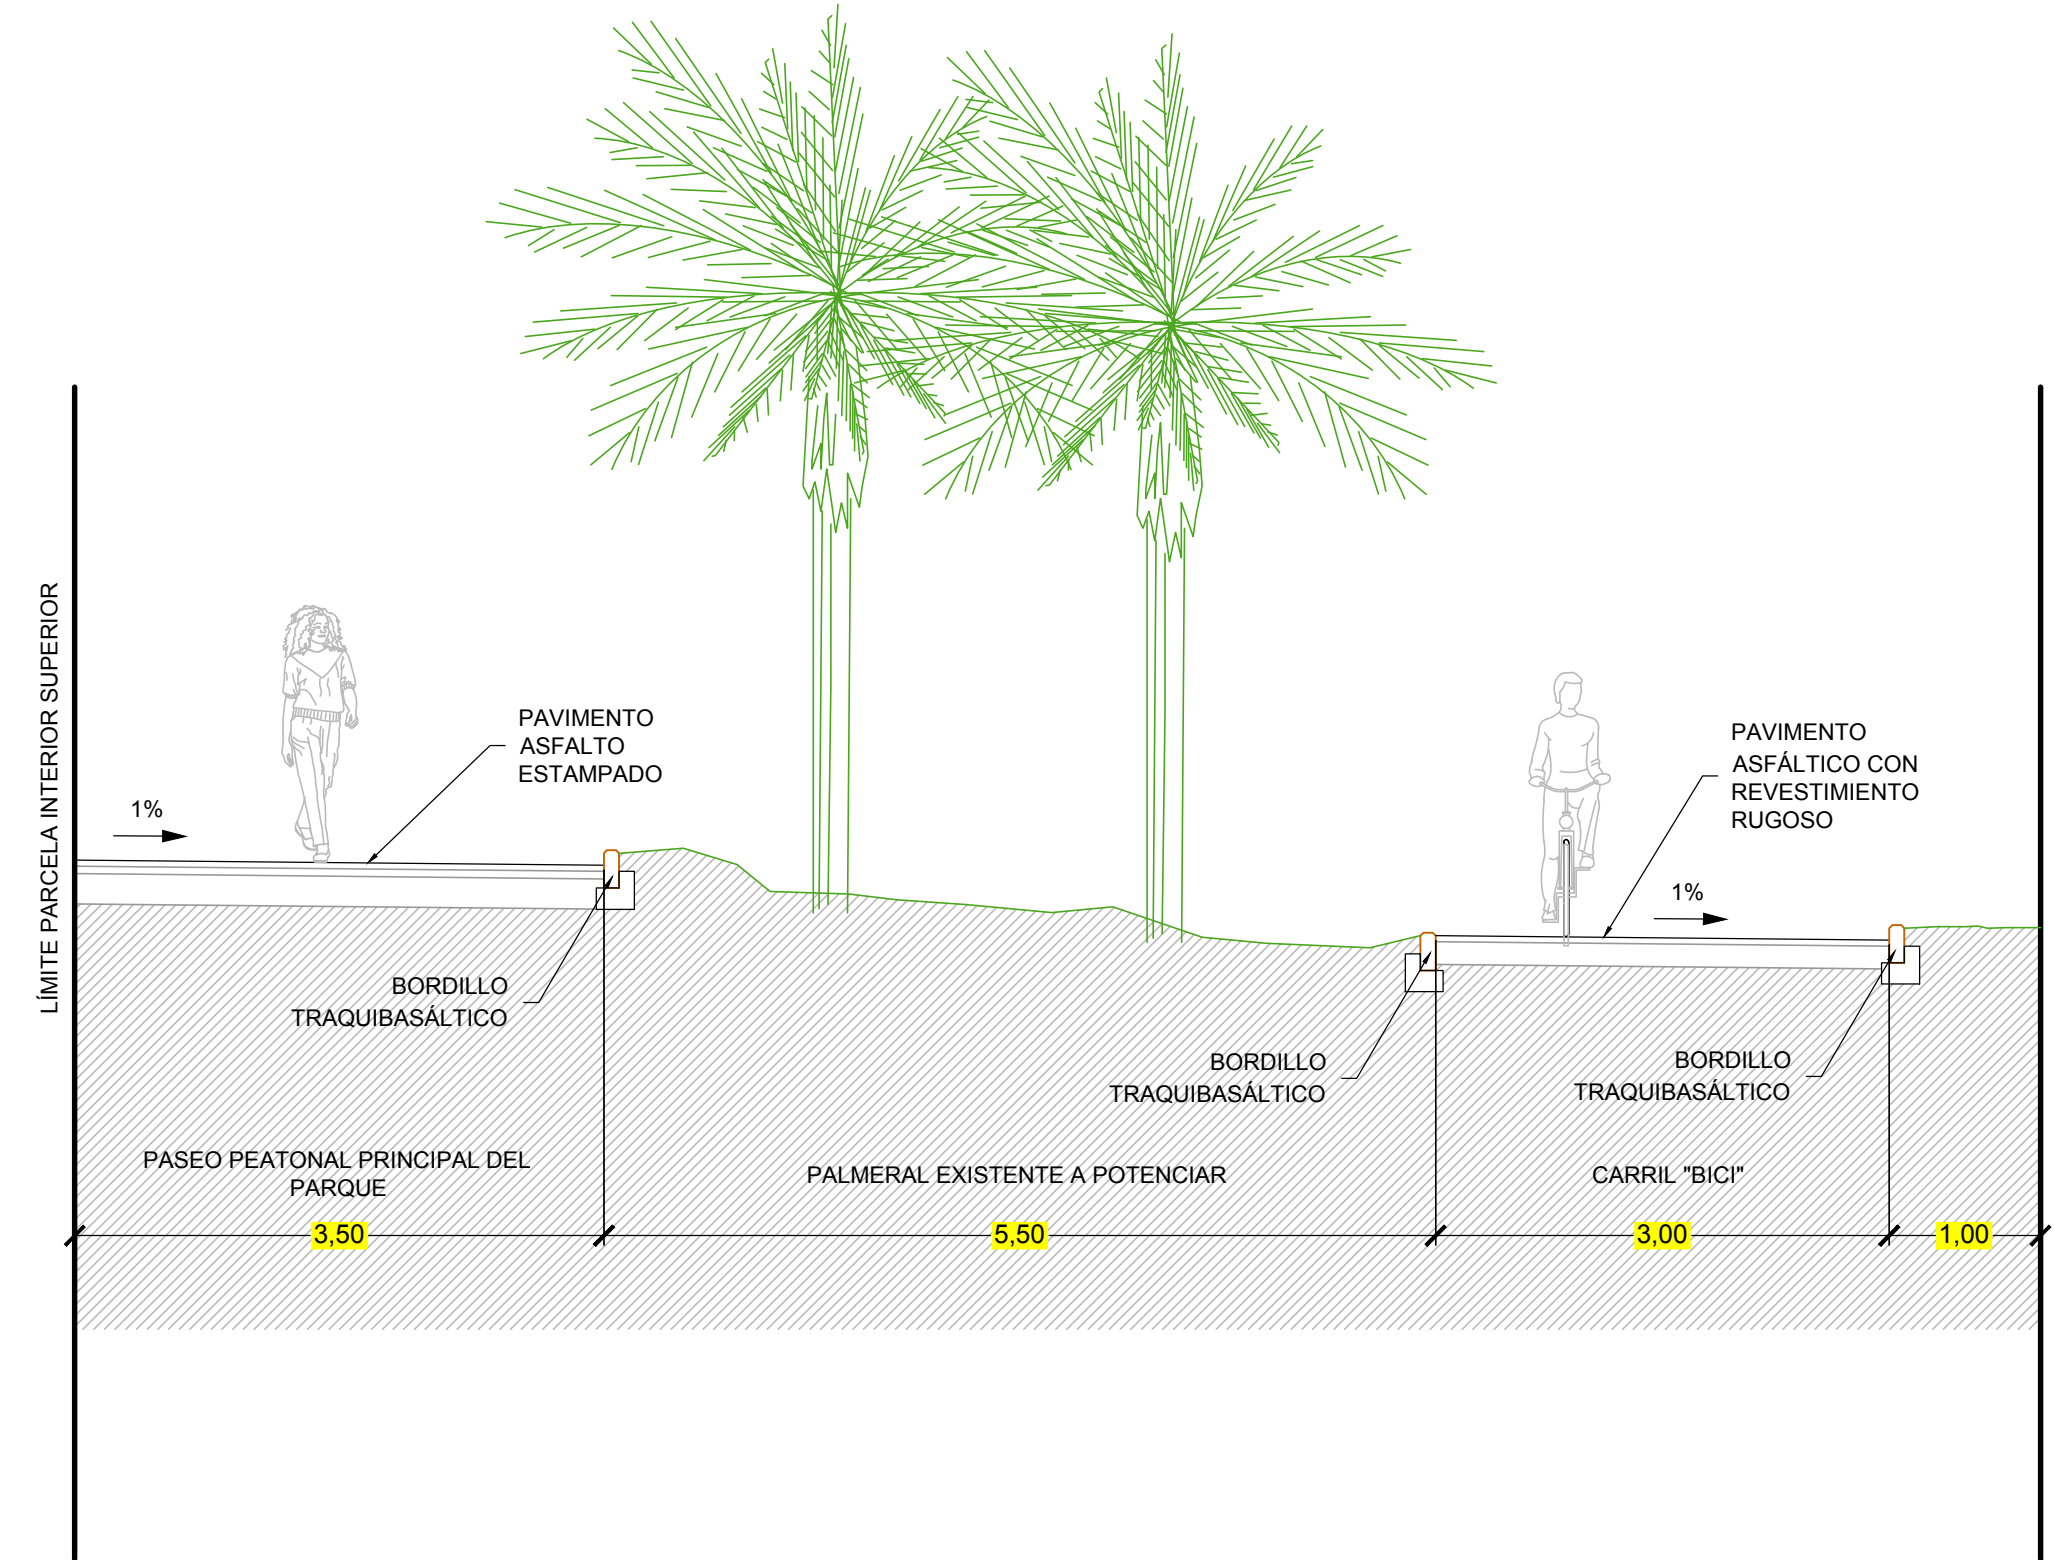 LÍMITE PARCELA INTERIOR SUPERIOR
1%
PAVIMENTO
ASFALTO
ESTAMPADO
PAVIMENTO
ASFÁLTICO CON
REVESTIMIENTO
RUGOSO
1%
BORDILLO
TRAQUIBASÁLTICO
BORDILLO
TRAQUIBASÁLTICO
BORDILLO
TRAQUIBASÁLTICO
PASEO PEATONAL PRINCIPAL DEL
PARQUE
PALMERAL EXISTENTE A POTENCIAR
CARRIL "BICI"
3,50
5,50
3,00
1,00